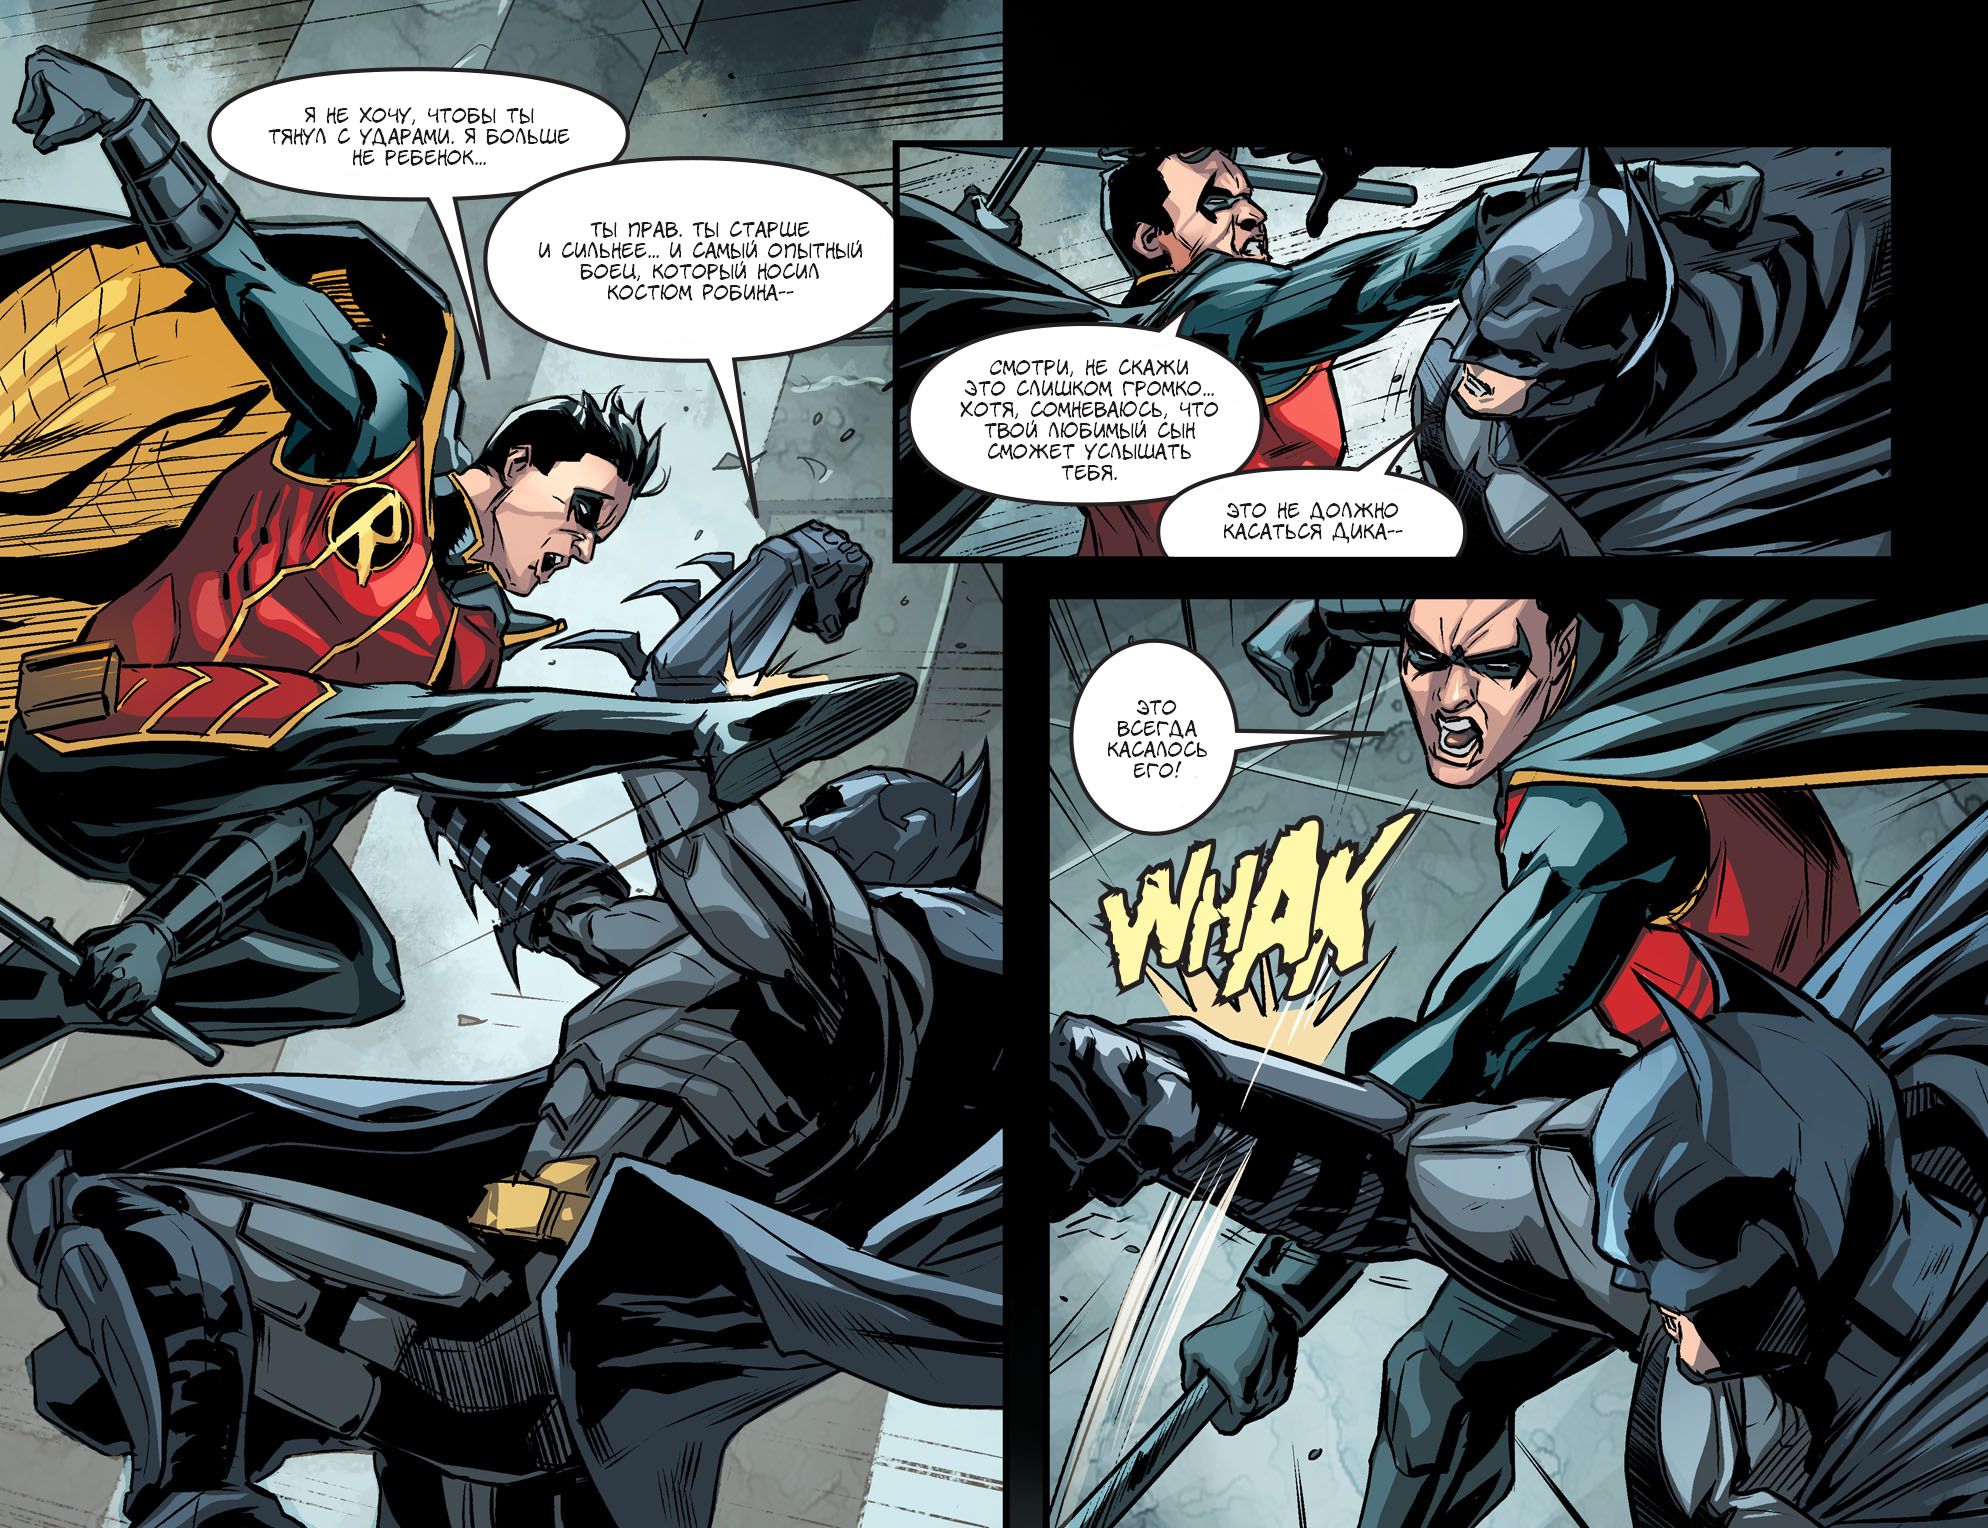 Я НЕ ХОЧУ, ЧТОБЫ ТЫ
ТЯНУЛ С УДАРАМИ. Я БОЛЬШЕ
НЕ РЕБЕНОК...
ТЫ ПРАВ. ТЫ СТАРШЕ
И СИЛЬНЕЕ... И САМЫЙ ОПЫТНЫЙ
БОЕЦ, КОТОРЫЙ НОСИЛ
КОСТЮМ РОБИНА--
R
СМОТРИ, НЕ СКАЖИ
ЭТО СЛИШКОМ ГРОМКО...
ХОТЯ, СОМНЕВАЮСЬ, ЧТО
ТВОЙ ЛЮБИМЫЙ СЫН
СМОЖЕТ УСЛЫШАТЬ
ТЕБЯ.
ЭТО НЕ ДОЛЖНО
КАСАТЬСЯ ДИКА--
ЭТО
ВСЕГДА
КАСАЛОСЬ
ЕГО!
WHAK